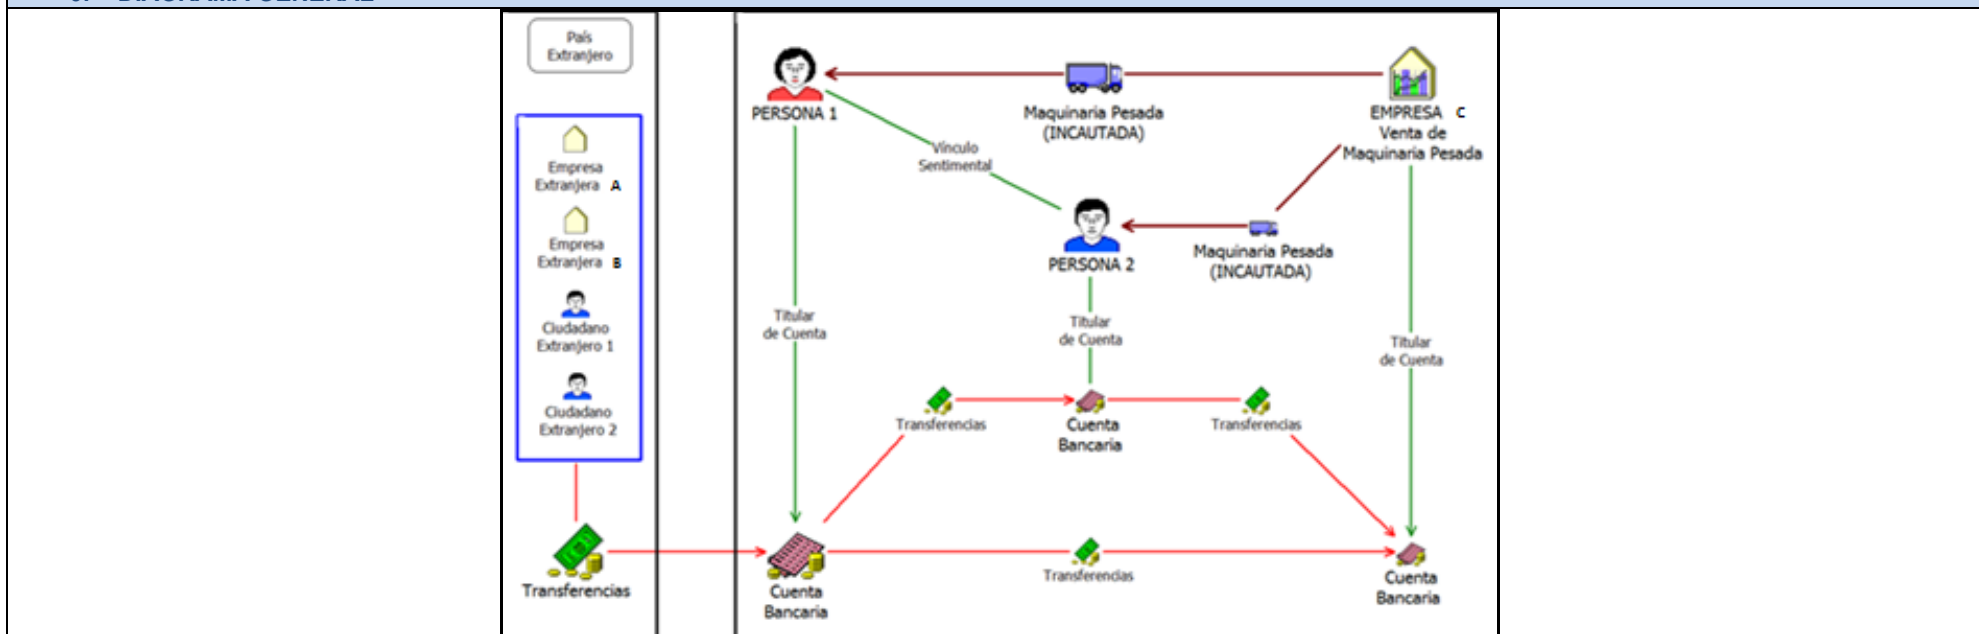 DIAGRAMA GENERAL
País
Extranjero
Empresa
Extranjera A
Empresa
Extranjera B
Ciudadano
Extranjero 1
Ciudadano
Extranjero 2
Transferencias
PERSONA 1
Maquinaria Pesada
(INCAUTADA)
EMPRESA C
Venta de
Maquinaria Pesada
Vínculo
Sentimental
PERSONA 2
Maquinaria Pesada
(INCAUTADA)
Titular
de Cuenta
Titular
de Cuenta
Titular
de Cuenta
Transferencias
Cuenta
Bancaria
Transferencias
Cuenta
Bancaria
Transferencias
Cuenta
Bancaria